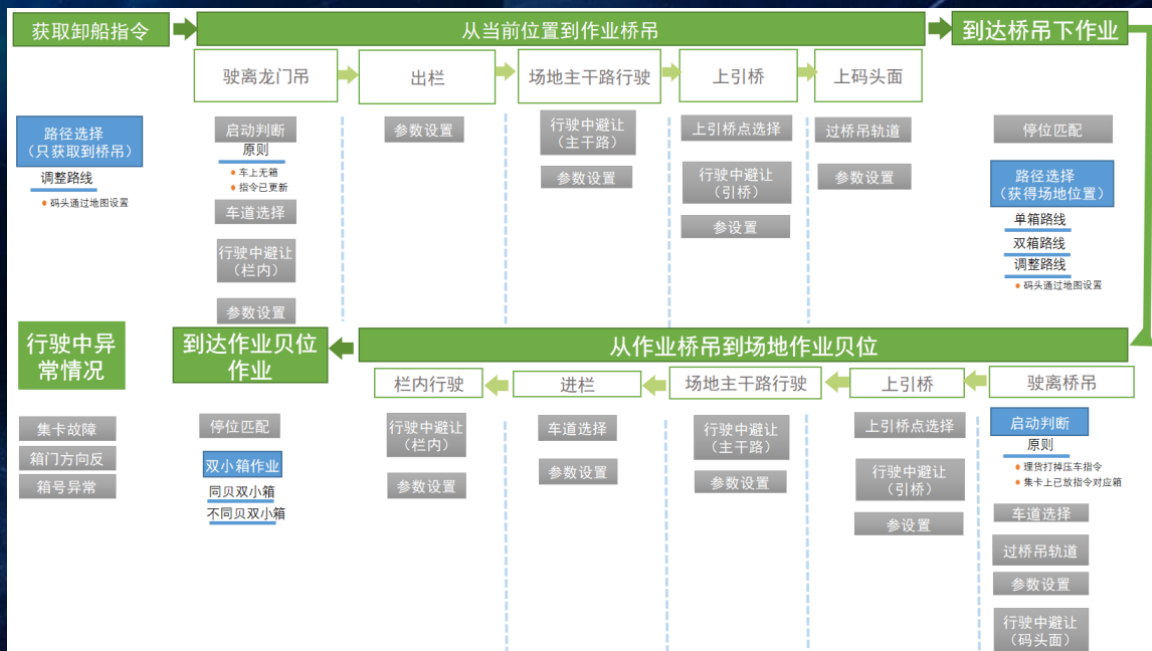 获取卸船指令
从当前位置到作业桥吊
到达桥吊下作业
驶离龙门吊
出栏
场地主干路行驶
上引桥
上码头面
路径选择
（只获取到桥吊）
调整路线
码头通过地图设置
启动判断
原则
车上无箱
指令已更新
车道选择
行驶中避让
（栏内）
参数设置
参数设置
行驶中避让
（主干路）
参数设置
上引桥点选择
行驶中避让
（引桥）
参设置
过桥吊轨道
参数设置
停位匹配
路径选择
（获得场地位置）
单箱路线
双箱路线
调整路线
码头通过地图设置
行驶中异
常情况
到达作业贝位
作业
从作业桥吊到场地作业贝位
栏内行驶
进栏
场地主干路行驶
上引桥
驶离桥吊
集卡故障
箱门方向反
箱号异常
停位匹配
双小箱作业
同贝双小箱
不同贝双小箱
行驶中避让
（栏内）
参数设置
车道选择
参数设置
行驶中避让
（主干路）
参数设置
上引桥点选择
行驶中避让
（引桥）
参设置
启动判断
原则
理货打掉压车指令
集卡上已放指令对应箱
车道选择
过桥吊轨道
参数设置
行驶中避让
（码头面）